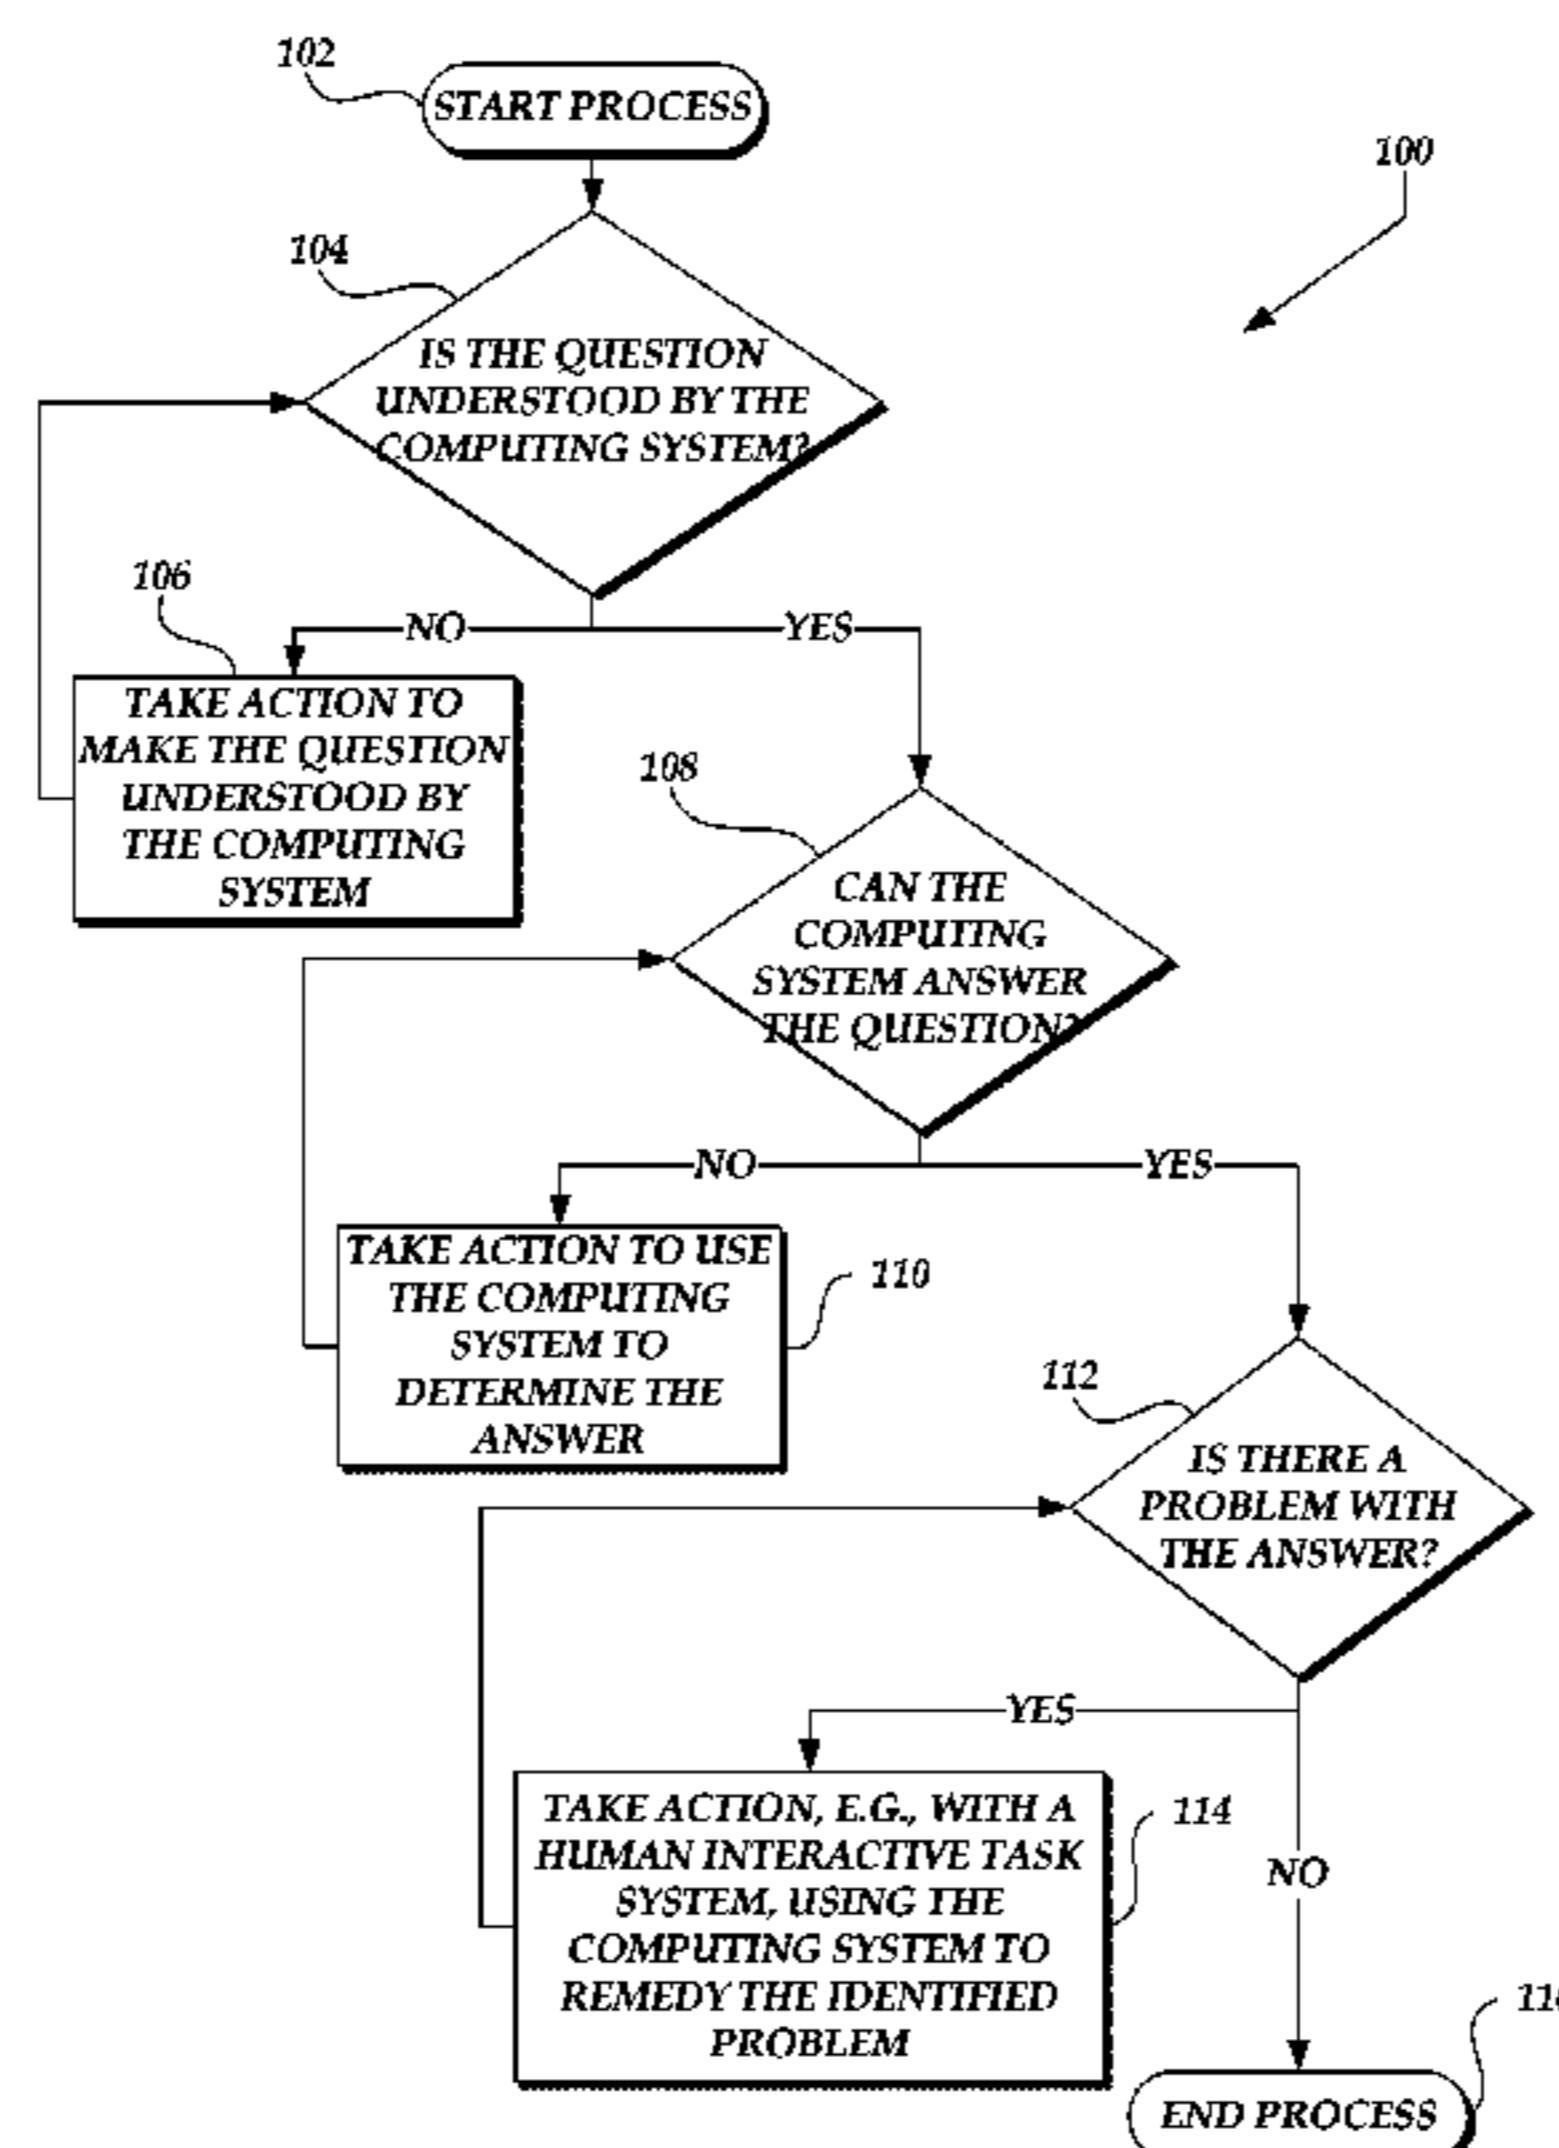 102
START PROCESS
100
104
IS THE QUESTION
UNDERSTOOD BY THE
COMPUTING SYSTEM?
106
NO
YES
TAKE ACTION TO
MAKE THE QUESTION
UNDERSTOOD BY
THE COMPUTING
SYSTEM
108
CAN THE
COMPUTING
SYSTEM ANSWER
THE QUESTION?
NO
YES
TAKE ACTION TO USE
THE COMPUTING
SYSTEM TO
DETERMINE THE
ANSWER
110
112
IS THERE A
PROBLEM WITH
THE ANSWER?
YES
TAKE ACTION, E.G., WITH A
HUMAN INTERACTIVE TASK
SYSTEM, USING THE
COMPUTING SYSTEM TO
REMEDY THE IDENTIFIED
PROBLEM
114
NO
END PROCESS